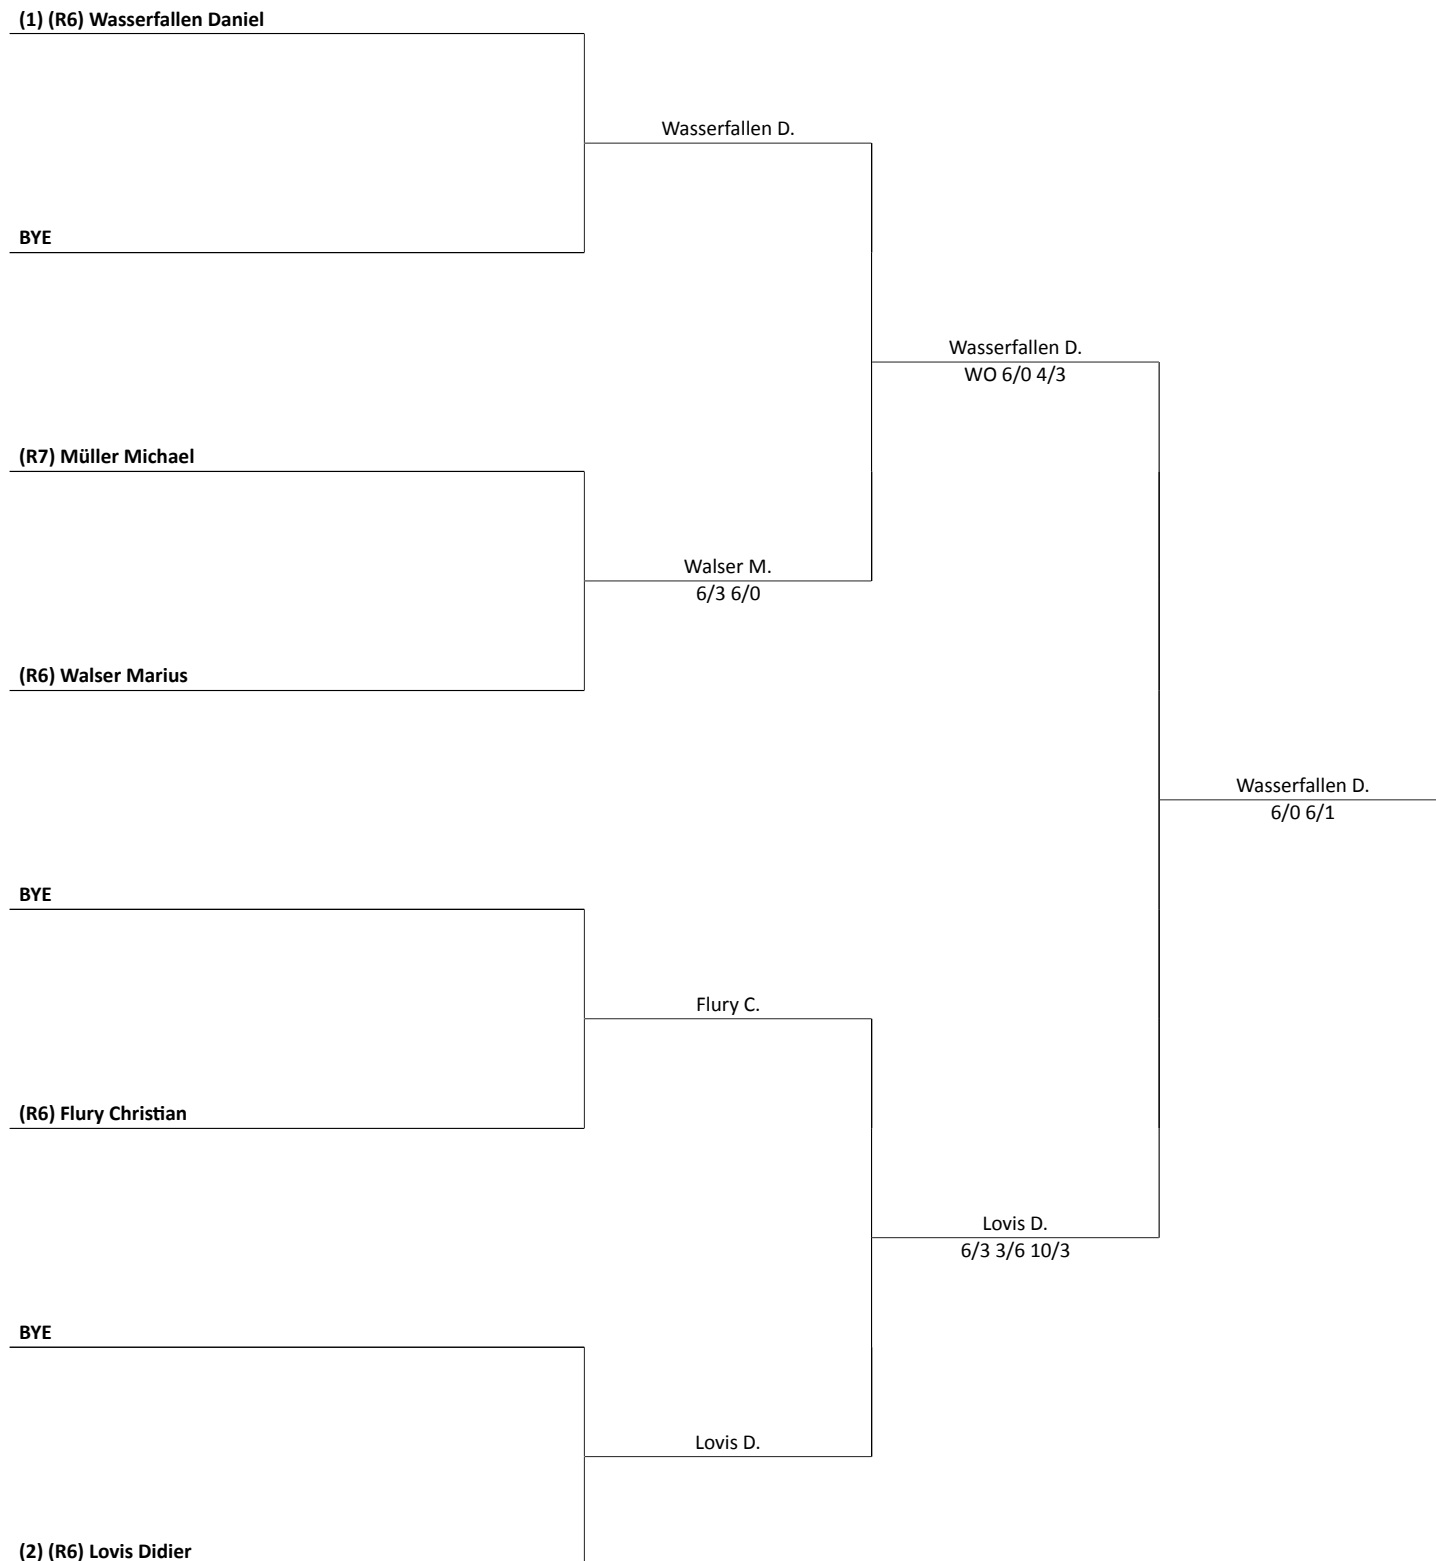 (1) (R6) Wasserfallen Daniel
Wasserfallen D.
BYE
Wasserfallen D.
WO 6/0 4/3
(R7) Müller Michael
Walser M.
6/3 6/0
(R6) Walser Marius
Wasserfallen D.
6/0 6/1
BYE
Flury C.
(R6) Flury Christian
Lovis D.
6/3 3/6 10/3
BYE
Lovis D.
(2) (R6) Lovis Didier